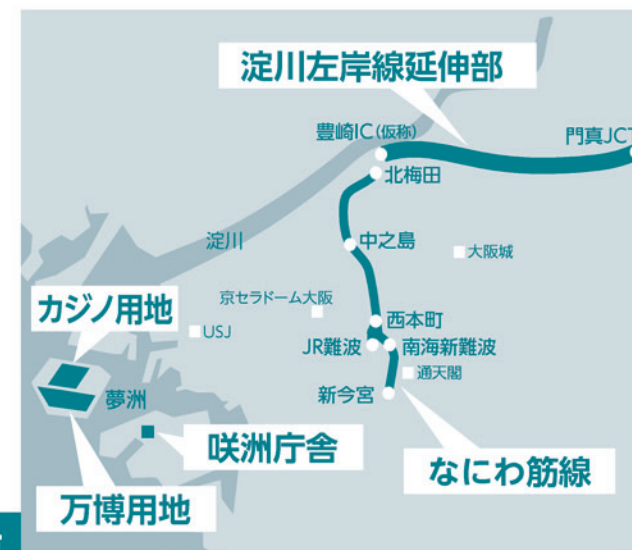 淀川左岸線延伸部
豊崎IC(仮称)
門真JCT
北梅田
淀川
中之島
大阪城
京セラドーム大阪
カジノ用地
USJ
西本町
JR難波
南海新難波
通天閣
夢洲
新今宮
咲洲庁舎
なにわ筋線
万博用地